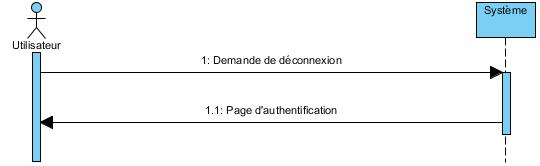 Système
Utilisateur
1: Demande de déconnexion
1.1: Page d'authentification